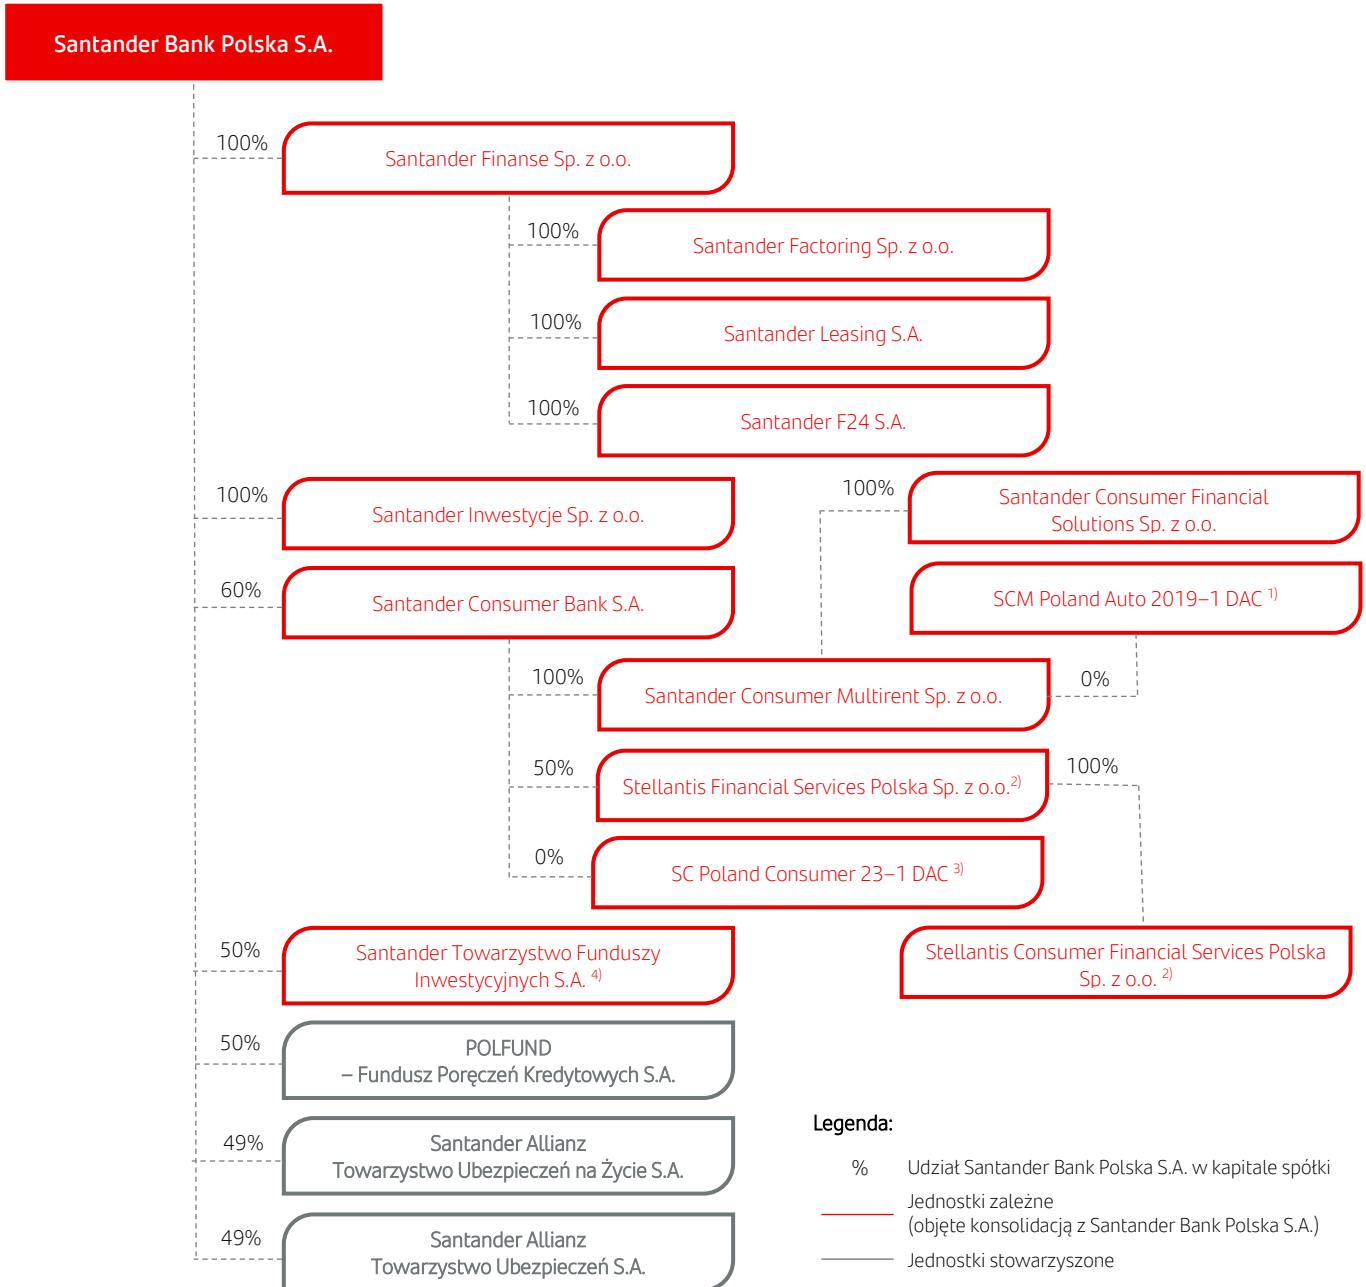 Santander Bank Polska S.A.
100%
Santander Finanse Sp. z o.o.
100%
Santander Factoring Sp. z o.o.
100%
Santander Leasing S.A.
100%
Santander F24 S.A.
100%
Santander Inwestycje Sp. z o.o.
100%
Santander Consumer Financial
Solutions Sp. z o.o.
60%
Santander Consumer Bank S.A.
SCM Poland Auto 2019–1 DAC ¹⁾
100%
Santander Consumer Multirent Sp. z o.o.
0%
50%
Stellantis Financial Services Polska Sp. z o.o.²⁾
100%
0%
SC Poland Consumer 23–1 DAC ³⁾
50%
Santander Towarzystwo Funduszy
Inwestycyjnych S.A. ⁴⁾
Stellantis Consumer Financial Services Polska
Sp. z o.o. ²⁾
50%
POLFUND
– Fundusz Poręczeń Kredytowych S.A.
49%
Santander Allianz
Towarzystwo Ubezpieczeń na Życie S.A.
49%
Santander Allianz
Towarzystwo Ubezpieczeń S.A.
Legenda:
% Udział Santander Bank Polska S.A. w kapitale spółki
Jednostki zależne
(objęte konsolidacją z Santander Bank Polska S.A.)
Jednostki stowarzyszone